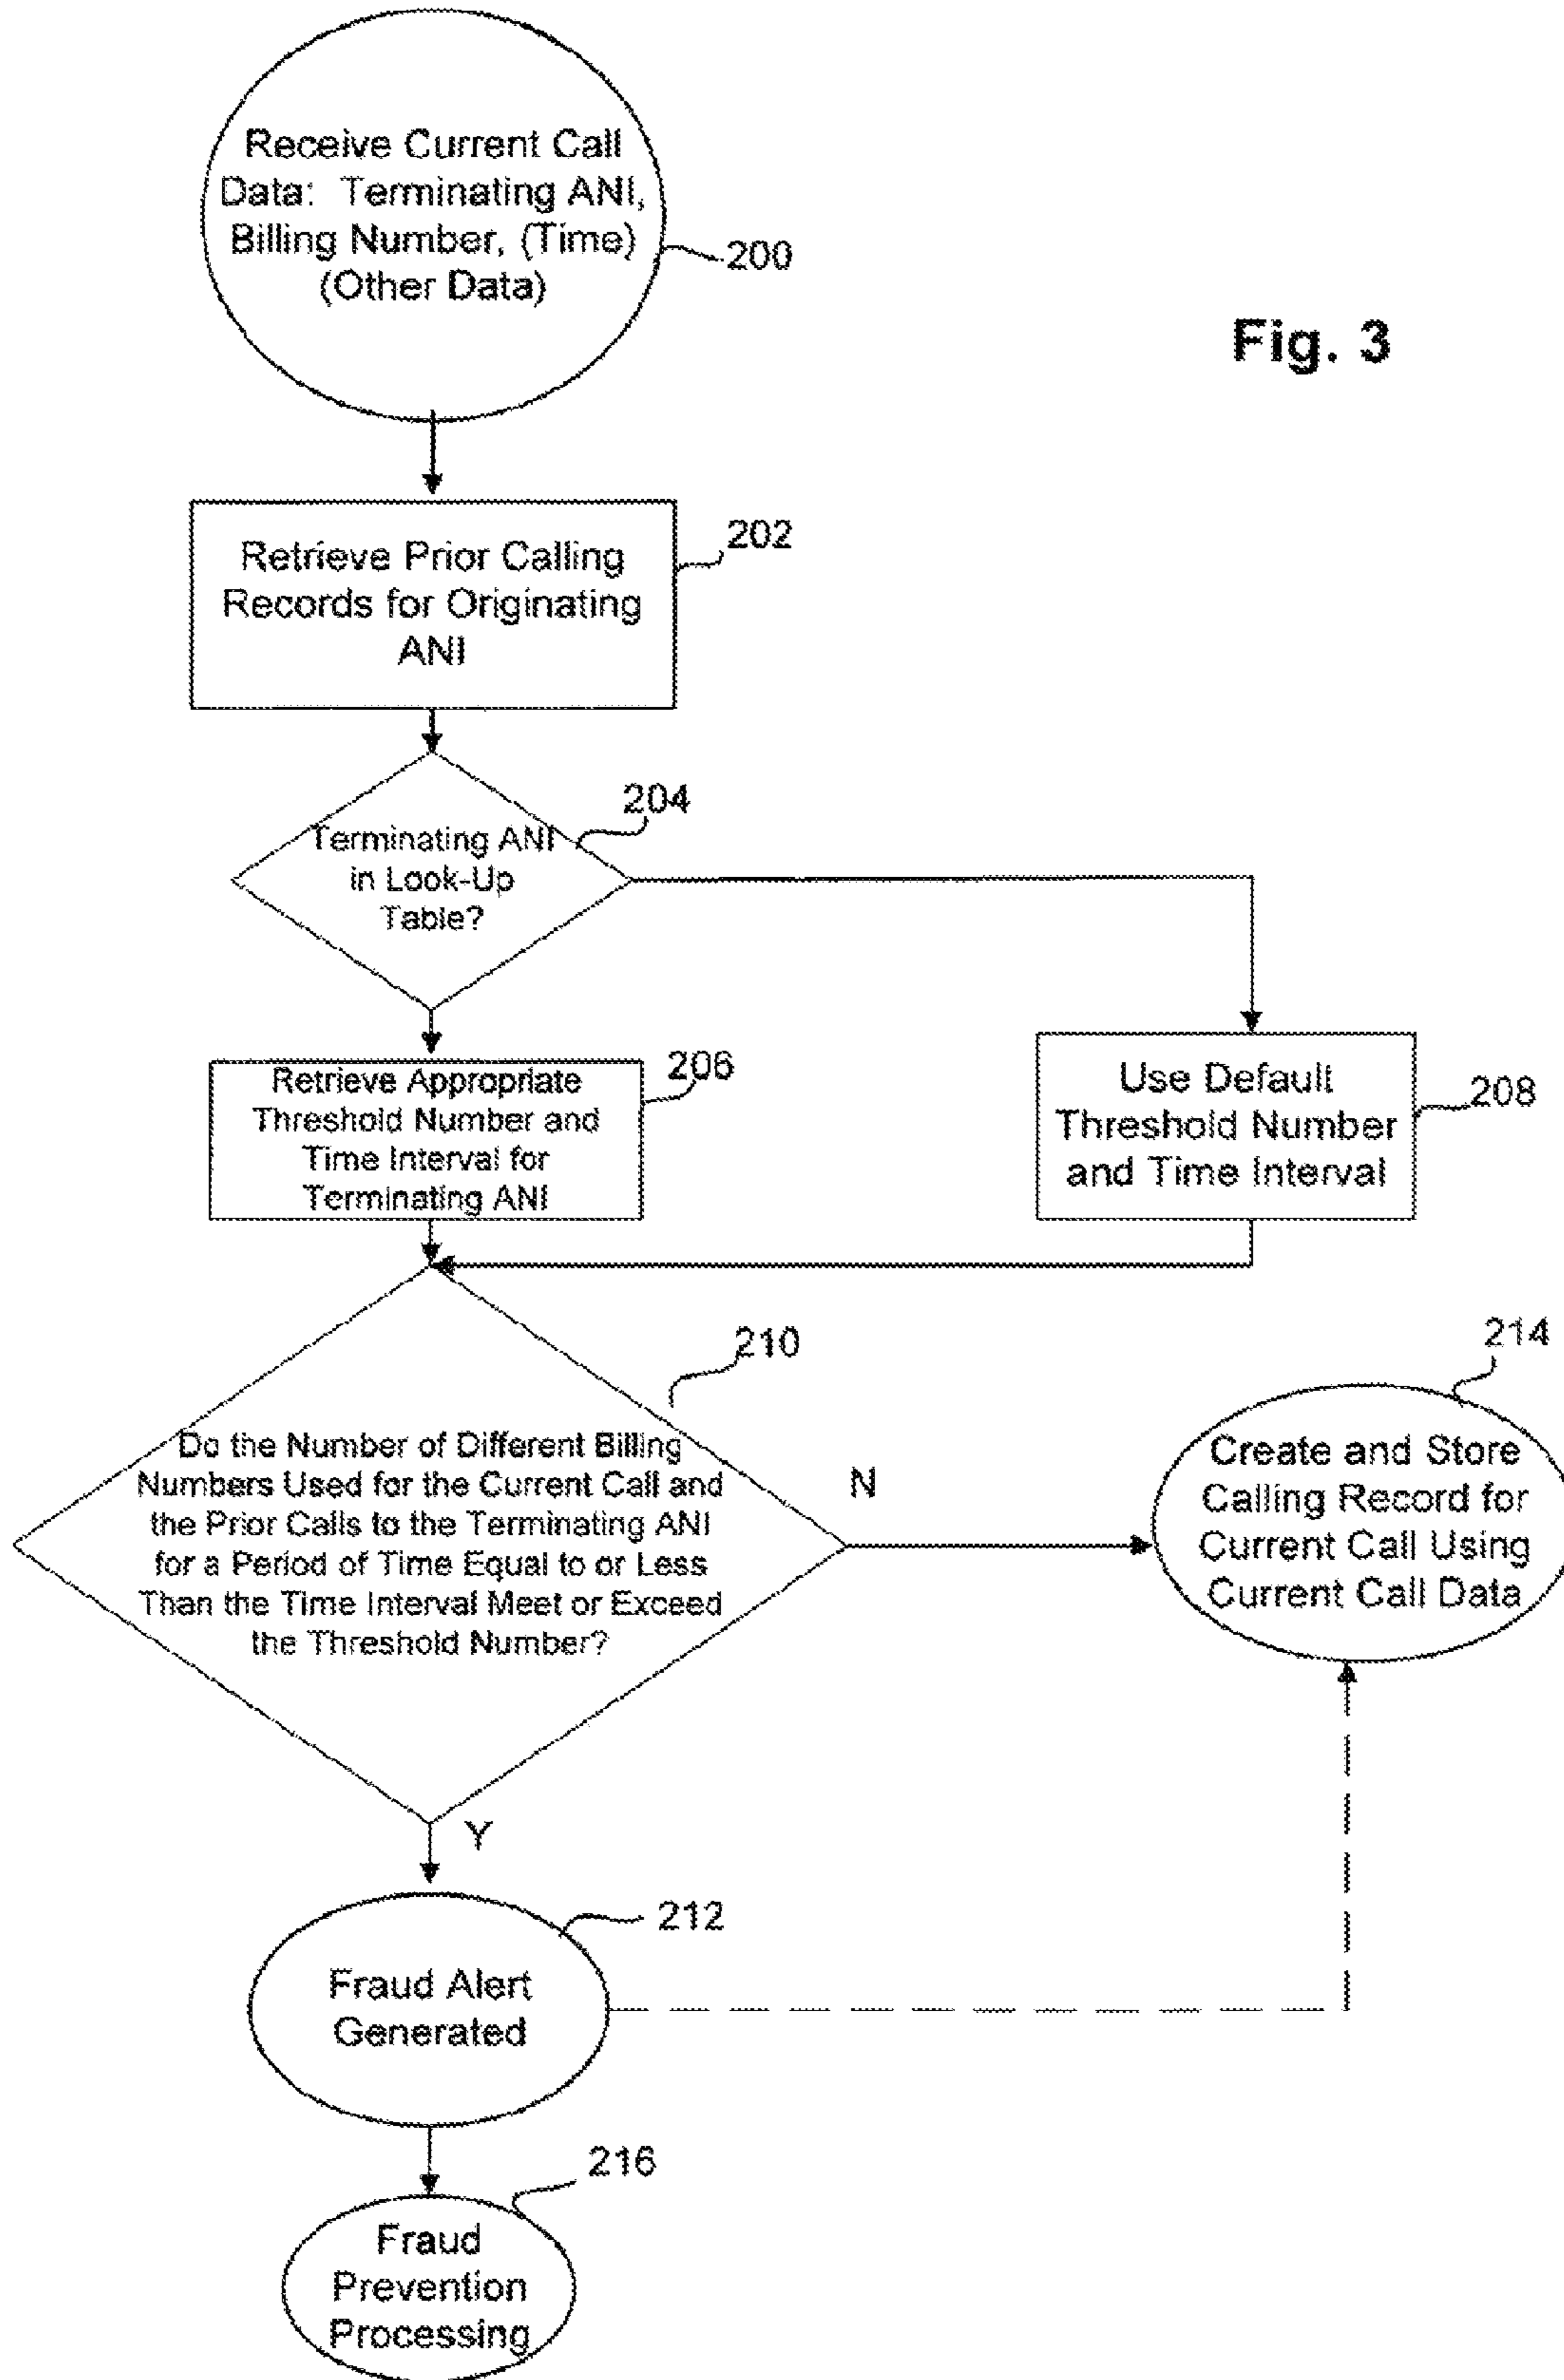 Receive Current Call
Data: Terminating ANI,
Billing Number, (Time)
(Other Data)
200
Fig. 3
Retrieve Prior Calling
Records for Originating
ANI
202
Terminating ANI
in Look-Up
Table?
204
Retrieve Appropriate
Threshold Number and
Time Interval for
Terminating ANI
206
Use Default
Threshold Number
and Time Interval
208
Do the Number of Different Billing
Numbers Used for the Current Call and
the Prior Calls to the Terminating ANI
for a Period of Time Equal to or Less
Than the Time Interval Meet or Exceed
the Threshold Number?
210
N
Create and Store
Calling Record for
Current Call Using
Current Call Data
214
Y
Fraud Alert
Generated
212
Fraud
Prevention
Processing
216